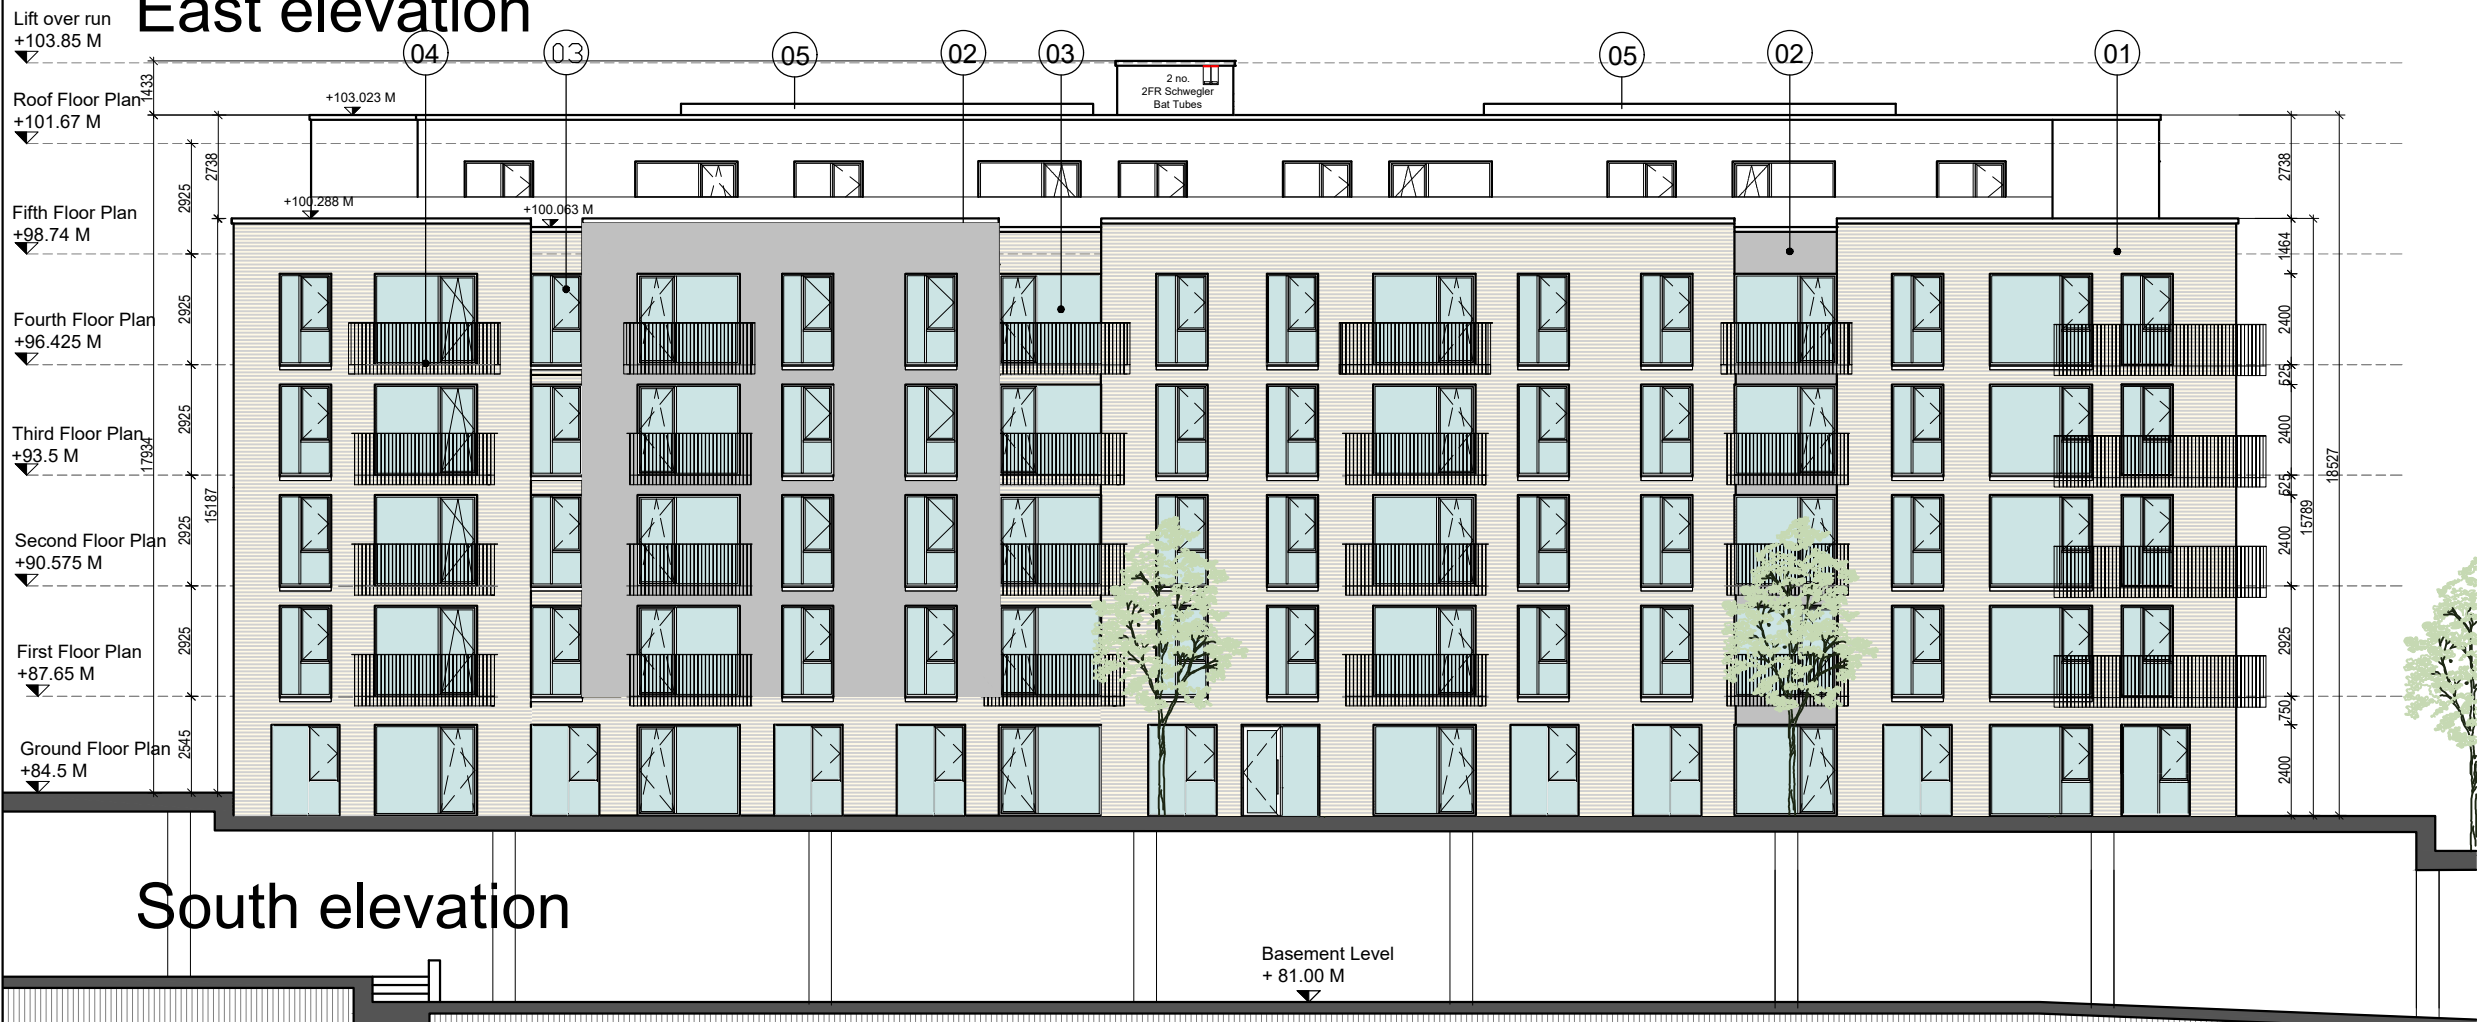 East elevation
Lift over run
+103.85 M
04
03
05
02
03
05
02
01
2 no.
2FR Schwegler
Bat Tubes
1433
Roof Floor Plan
+101.67 M
+103.023 M
2738
2925
2738
Fifth Floor Plan
+98.74 M
+100.288 M
+100.063 M
1464
2925
2400
Fourth Floor Plan
+96.425 M
525
2925
2400
Third Floor Plan
+93.5 M
17934
18527
525
15187
15789
2925
2400
Second Floor Plan
+90.575 M
2925
2925
First Floor Plan
+87.65 M
750
2545
Ground Floor Plan
+84.5 M
2400
South elevation
Basement Level
+ 81.00 M